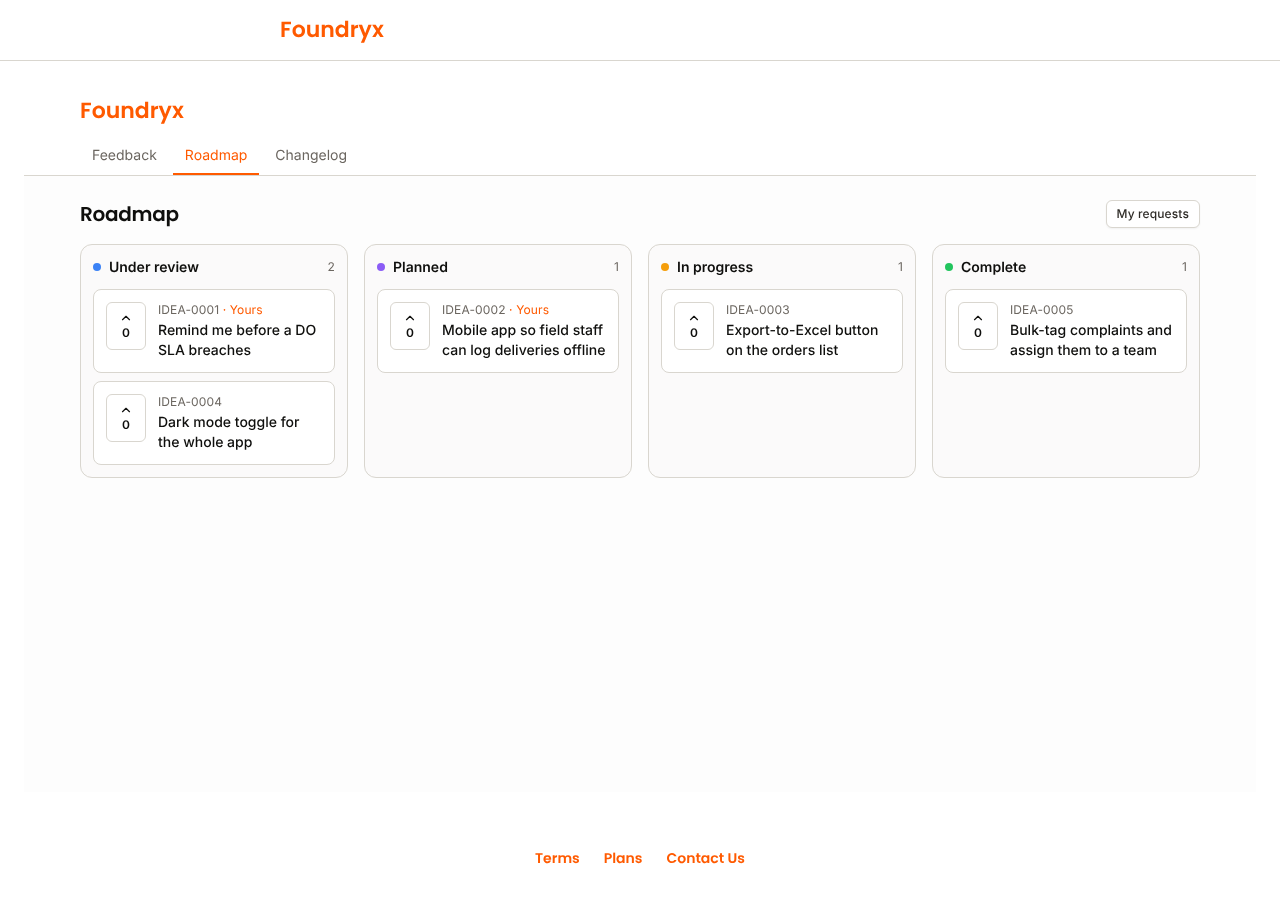 Foundryx
Foundryx
Feedback Roadmap Changelog
Roadmap
My requests
Under review 2
IDEA-0001 · Yours
Remind me before a DO
SLA breaches
0
IDEA-0004
Dark mode toggle for
the whole app
0
Planned 1
IDEA-0002 · Yours
Mobile app so field staff
can log deliveries offline
0
In progress 1
IDEA-0003
Export-to-Excel button
on the orders list
0
Complete 1
IDEA-0005
Bulk-tag complaints and
assign them to a team
0
Terms Plans Contact Us